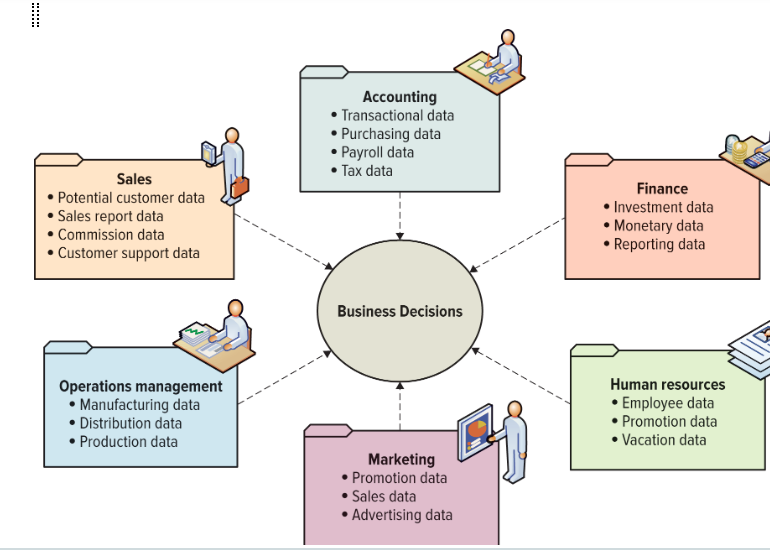 Accounting
• Transactional data
• Purchasing data
• Payroll data
• Tax data
Sales
• Potential customer data
• Sales report data
• Commission data
• Customer support data
Finance
• Investment data
• Monetary data
• Reporting data
Business Decisions
Operations management
• Manufacturing data
• Distribution data
• Production data
Human resources
• Employee data
• Promotion data
• Vacation data
Marketing
• Promotion data
• Sales data
• Advertising data